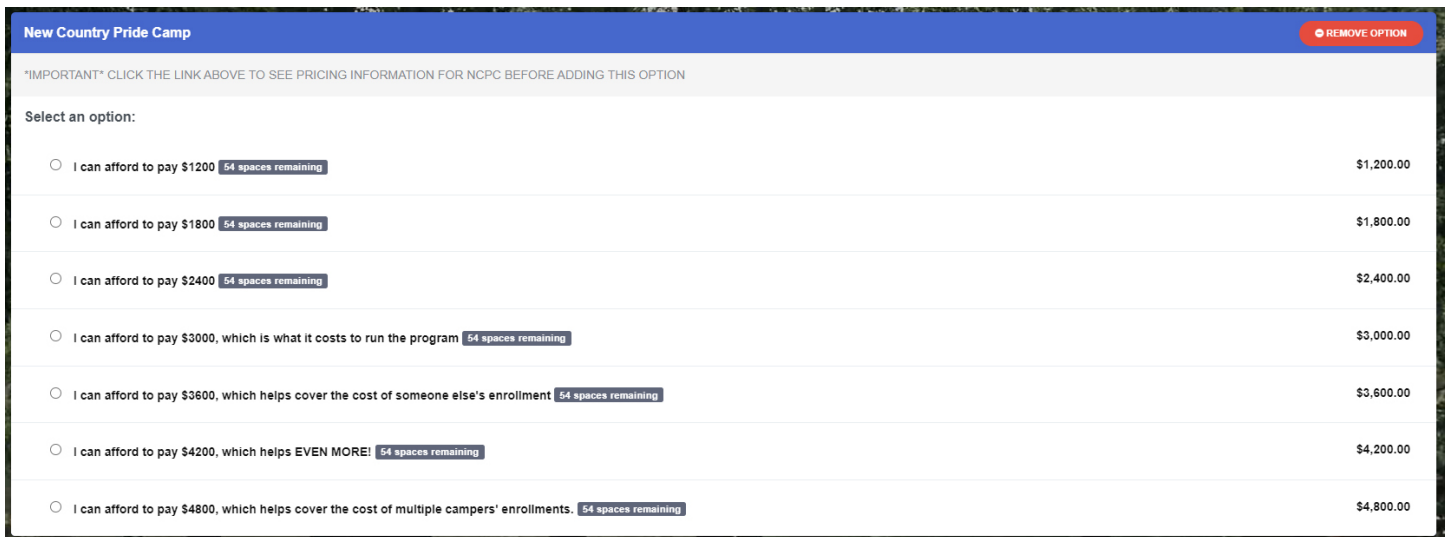 New Country Pride Camp
REMOVE OPTION
*IMPORTANT* CLICK THE LINK ABOVE TO SEE PRICING INFORMATION FOR NCPC BEFORE ADDING THIS OPTION
Select an option:
I can afford to pay $1200 54 spaces remaining $1,200.00
I can afford to pay $1800 54 spaces remaining $1,800.00
I can afford to pay $2400 54 spaces remaining $2,400.00
I can afford to pay $3000, which is what it costs to run the program 54 spaces remaining $3,000.00
I can afford to pay $3600, which helps cover the cost of someone else's enrollment 54 spaces remaining $3,600.00
I can afford to pay $4200, which helps EVEN MORE! 54 spaces remaining $4,200.00
I can afford to pay $4800, which helps cover the cost of multiple campers' enrollments. 54 spaces remaining $4,800.00